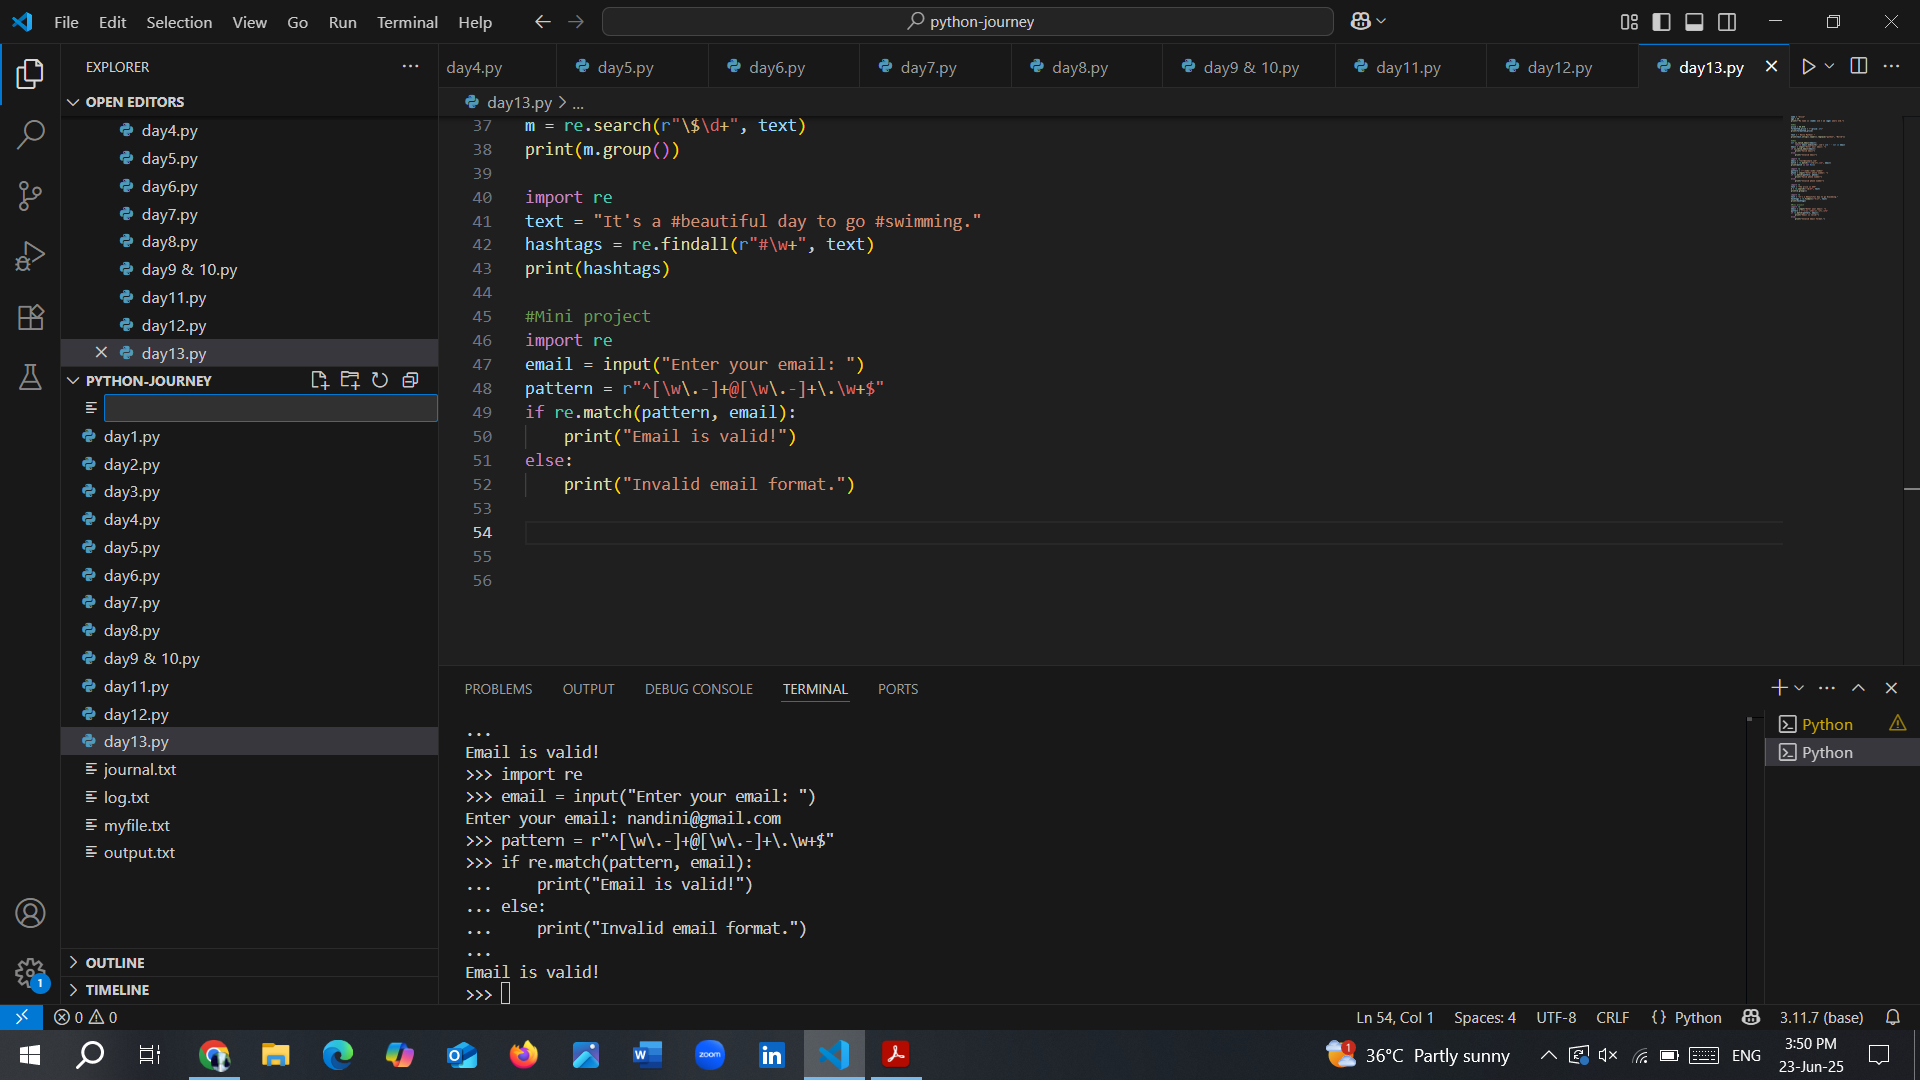 File Edit Selection View Go Run Terminal Help
python-journey
EXPLORER
OPEN EDITORS
day4.py
day5.py
day6.py
day7.py
day8.py
day9 & 10.py
day11.py
day12.py
day13.py
PYTHON-JOURNEY
day1.py
day2.py
day3.py
day4.py
day5.py
day6.py
day7.py
day8.py
day9 & 10.py
day11.py
day12.py
day13.py
journal.txt
log.txt
myfile.txt
output.txt
OUTLINE
TIMELINE
1
day4.py day5.py day6.py day7.py day8.py day9 & 10.py day11.py day12.py day13.py
day13.py > ...
37 m = re.search(r"\$\d+", text)
38 print(m.group())
39
40 import re
41 text = "It's a #beautiful day to go #swimming."
42 hashtags = re.findall(r"#\w+", text)
43 print(hashtags)
44
45 #Mini project
46 import re
47 email = input("Enter your email: ")
48 pattern = r"^[\w\.-]+@[\w\.-]+\.\w+$"
49 if re.match(pattern, email):
50 print("Email is valid!")
51 else:
52 print("Invalid email format.")
53
54
55
56
PROBLEMS OUTPUT DEBUG CONSOLE TERMINAL PORTS
...
Email is valid!
>>> import re
>>> email = input("Enter your email: ")
Enter your email: nandini@gmail.com
>>> pattern = r"^[\w\.-]+@[\w\.-]+\.\w+$"
>>> if re.match(pattern, email):
... print("Email is valid!")
... else:
... print("Invalid email format.")
...
Email is valid!
>>>
Python
Python
0 0
Ln 54, Col 1 Spaces: 4 UTF-8 CRLF {} Python 3.11.7 (base)
zoom
1
36°C Partly sunny
ENG
3:50 PM
23-Jun-25